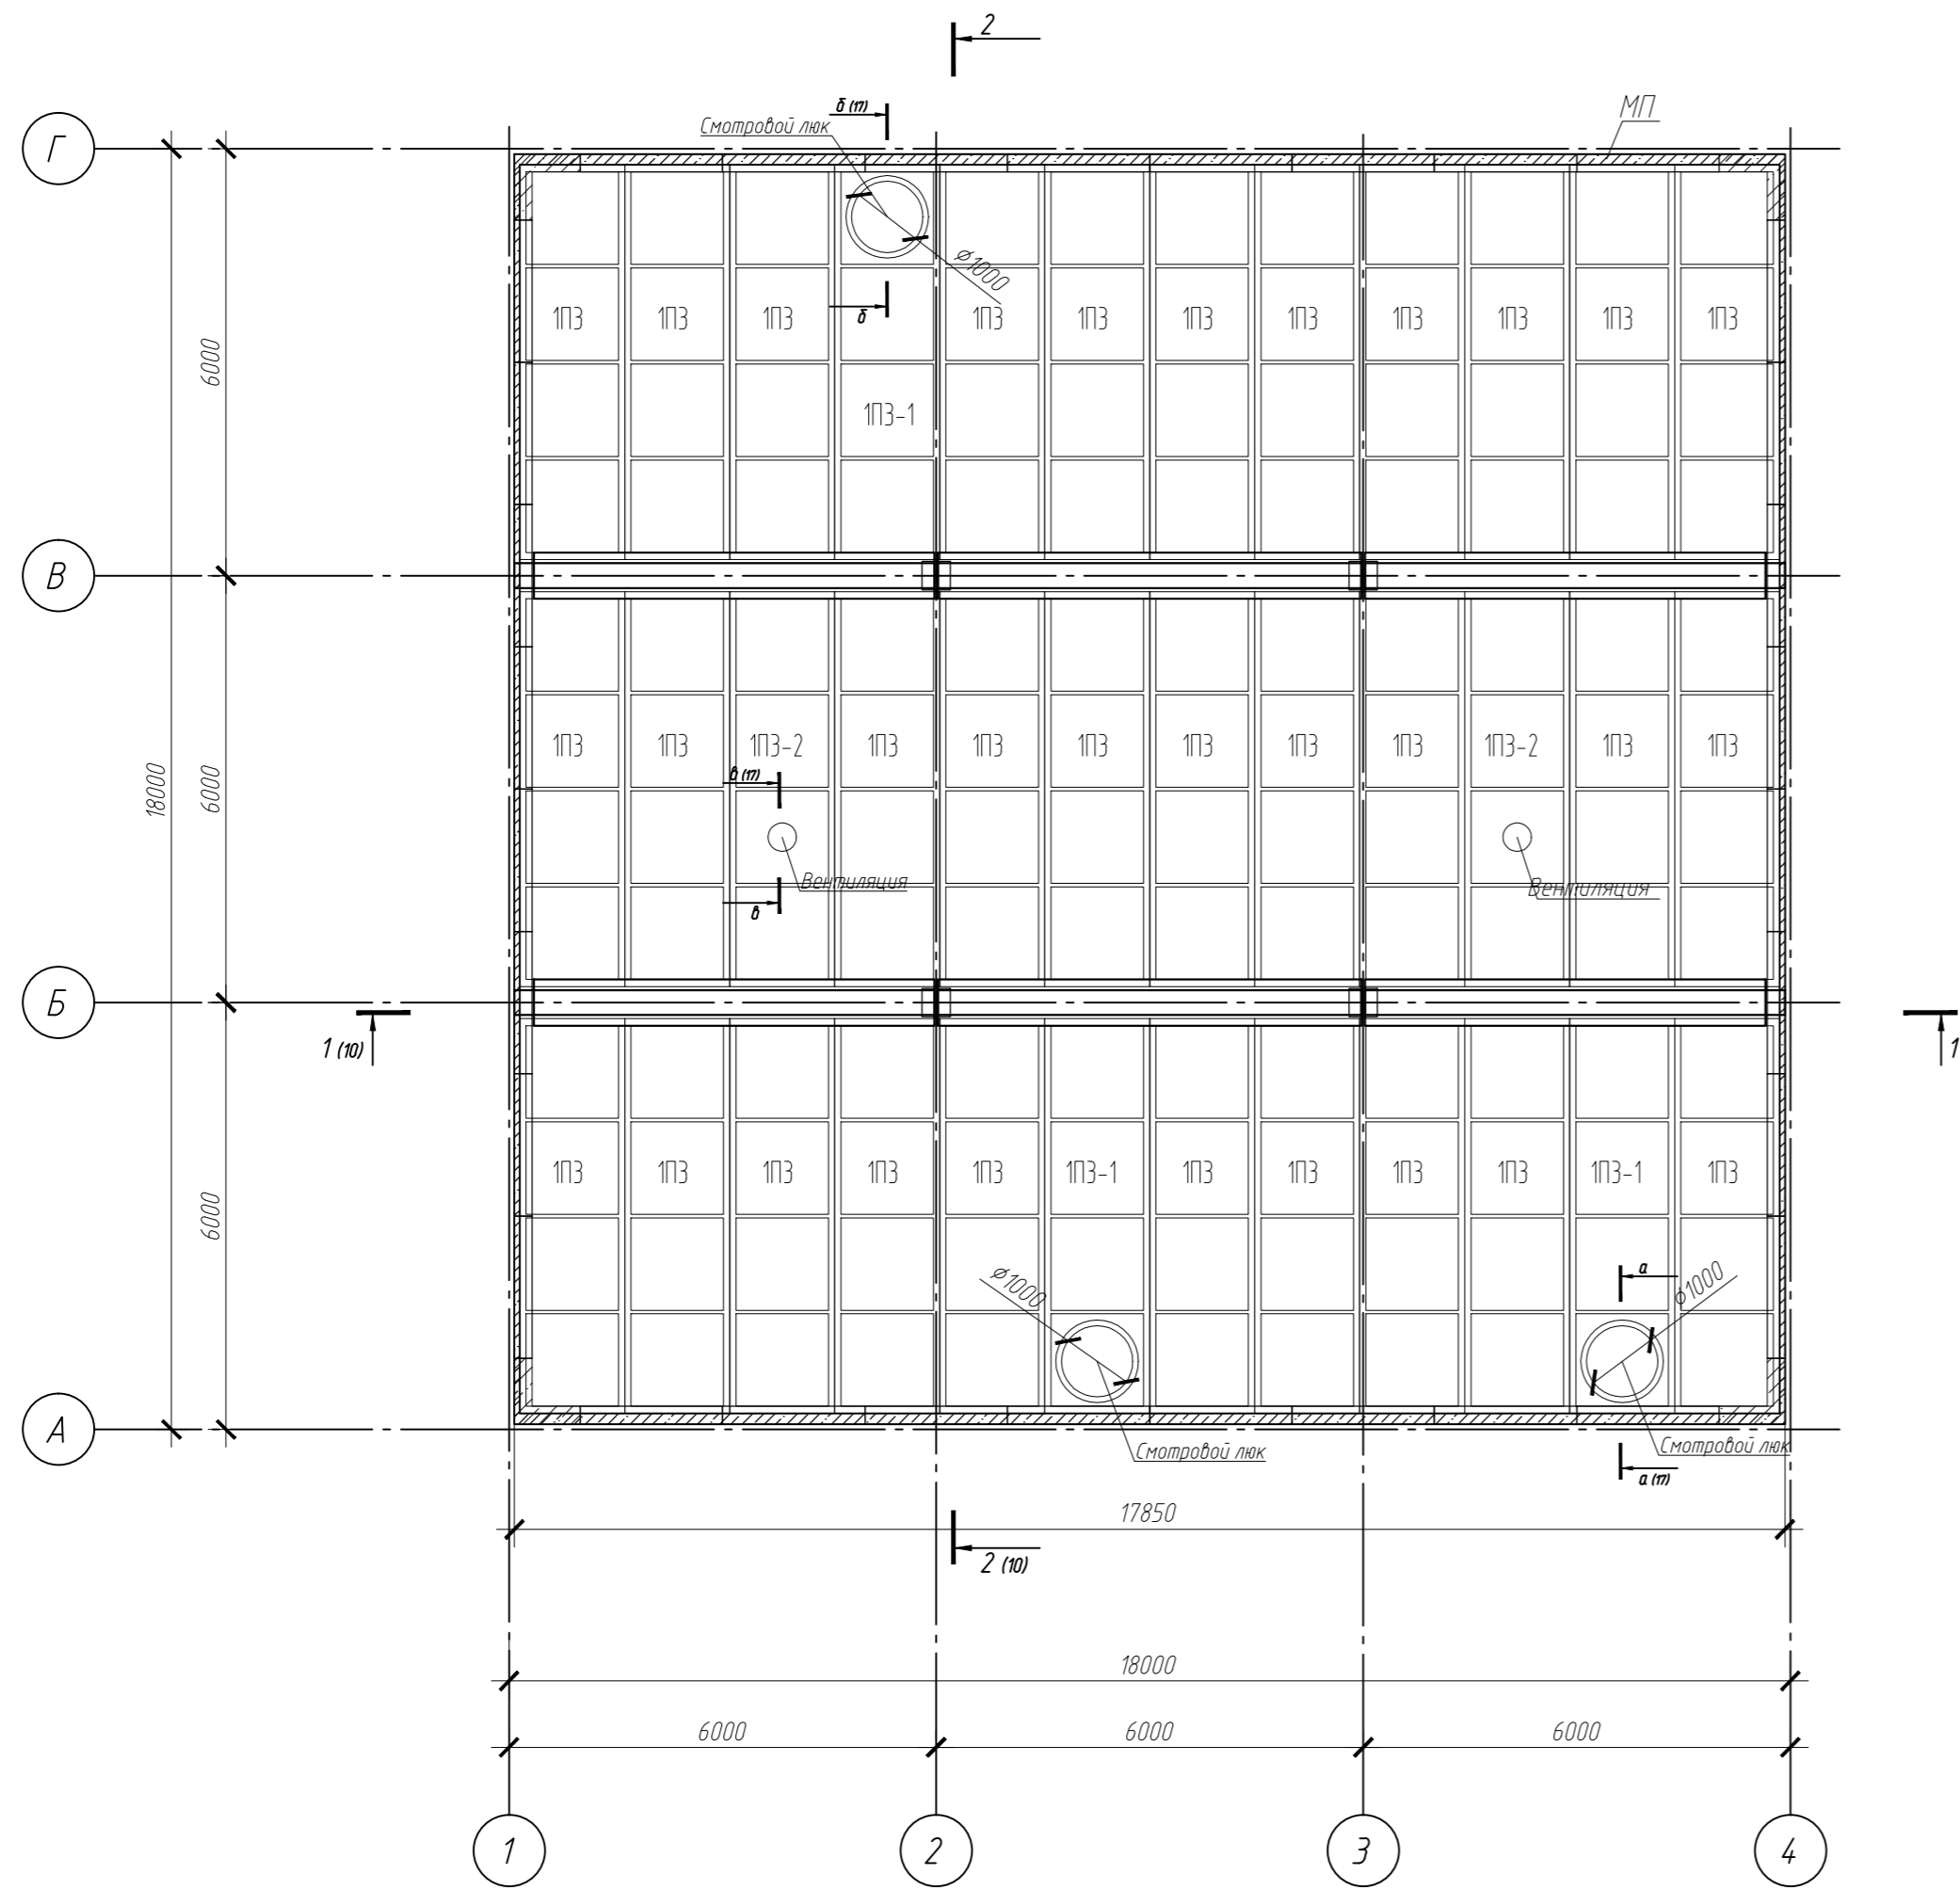 2
б (17)
Смотровой люк
МП
Г
⌀1000
б
1П3 1П3 1П3 1П3 1П3 1П3 1П3 1П3 1П3 1П3 1П3
6000
1П3-1
В
1П3 1П3 1П3-2 1П3 1П3 1П3 1П3 1П3 1П3 1П3-2 1П3 1П3
в (17)
18000
6000
Вентиляция
Вентиляция
в
Б
1 (10)
1
1П3 1П3 1П3 1П3 1П3 1П3-1 1П3 1П3 1П3 1П3 1П3-1 1П3
6000
⌀1000
а
⌀1000
А
Смотровой люк
Смотровой люк
а (17)
17850
2 (10)
18000
6000 6000 6000
1 2 3 4